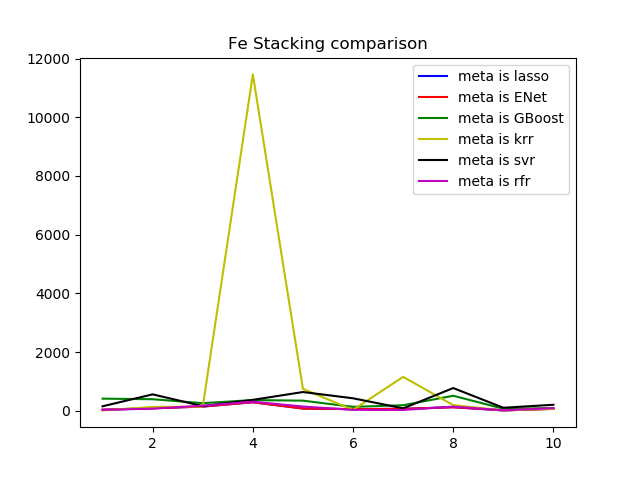 Fe Stacking comparison
12000
10000
8000
6000
4000
2000
0
2
4
6
8
10
meta is lasso
meta is ENet
meta is GBoost
meta is krr
meta is svr
meta is rfr